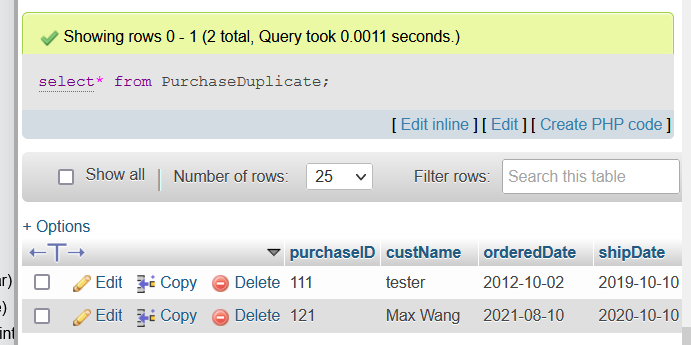 Showing rows 0 - 1 (2 total, Query took 0.0011 seconds.)
select* from PurchaseDuplicate;
[ Edit inline ] [ Edit ] [ Create PHP code ]
Show all Number of rows: 25 Filter rows: Search this table
+ Options
←T→ purchaseID custName orderedDate shipDate
ar) Edit Copy Delete 111 tester 2012-10-02 2019-10-10
e) Edit Copy Delete 121 Max Wang 2021-08-10 2020-10-10
int